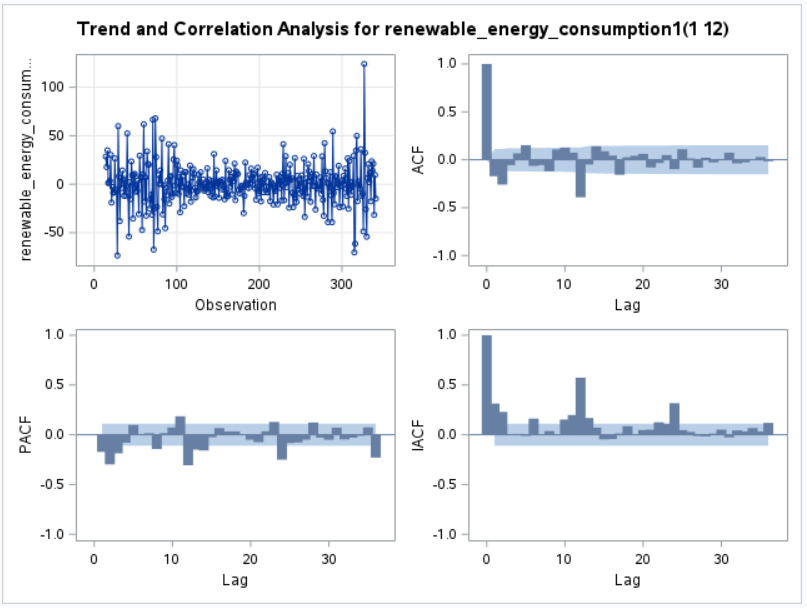 Trend and Correlation Analysis for renewable_energy_consumption1(1 12)
renewable_energy_consum...
100
50
0
-50
0 100 200 300
Observation
ACF
1.0
0.5
0.0
-0.5
-1.0
0 10 20 30
Lag
PACF
1.0
0.5
0.0
-0.5
-1.0
0 10 20 30
Lag
IACF
1.0
0.5
0.0
-0.5
-1.0
0 10 20 30
Lag